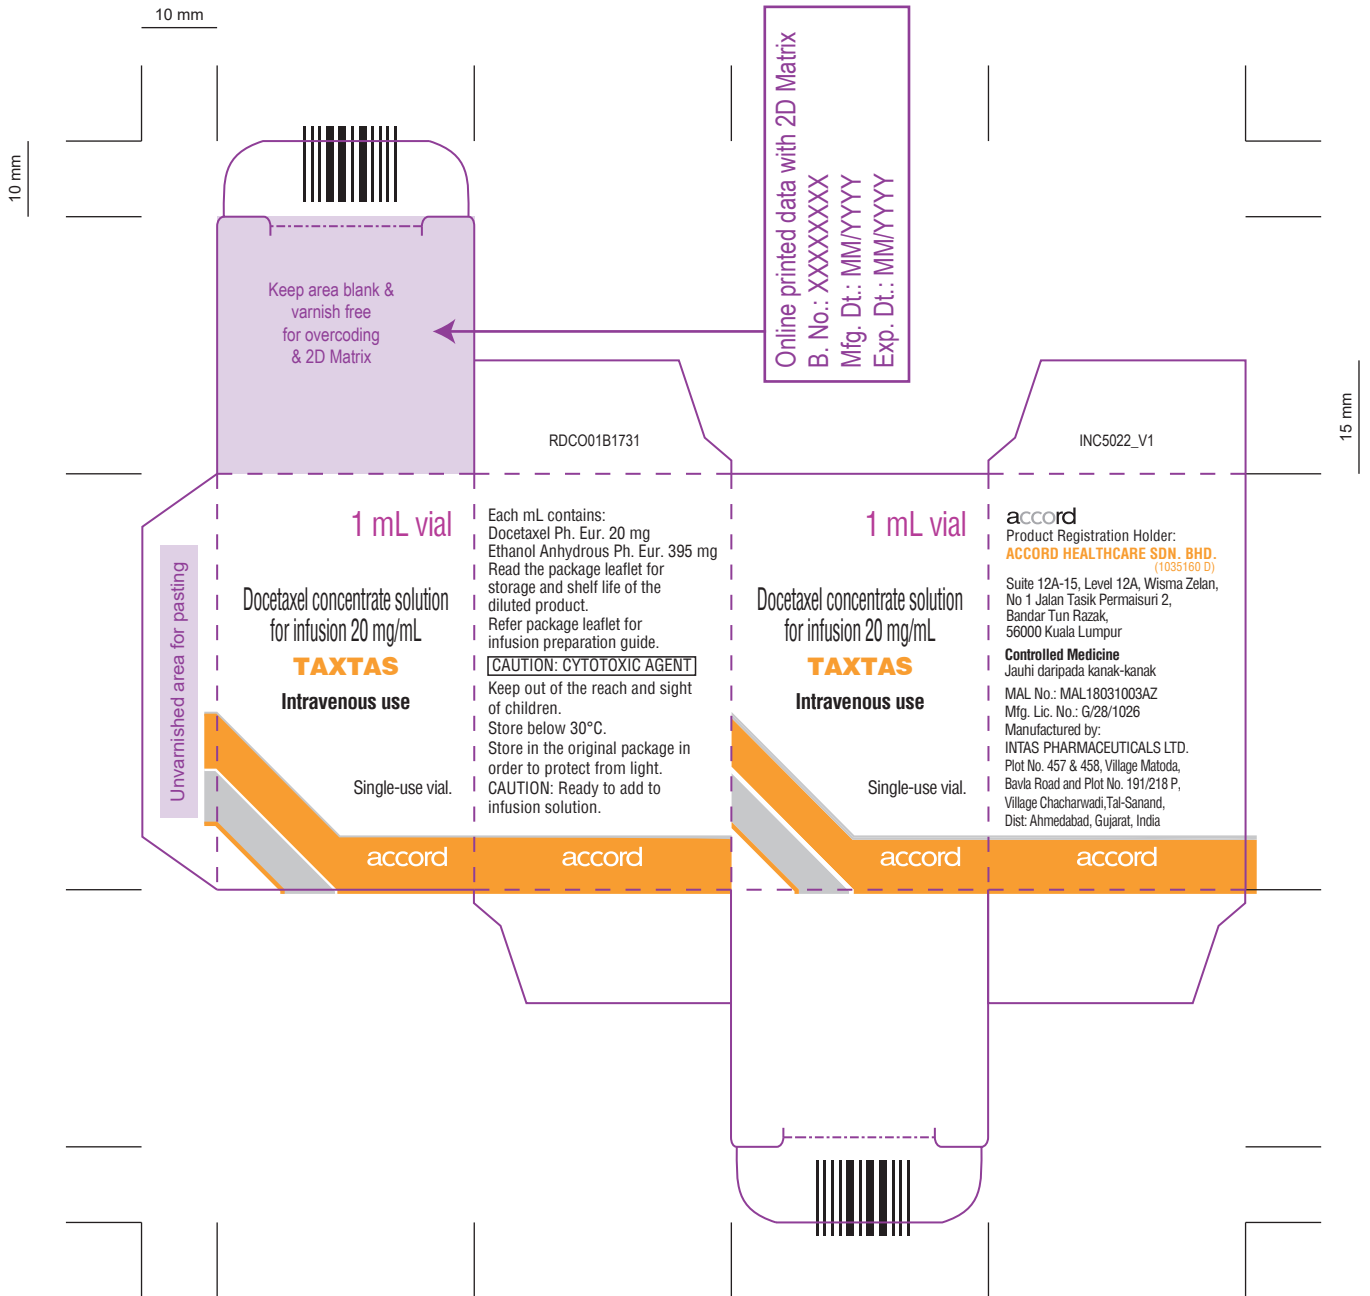 10 mm
10 mm
15 mm
Online printed data with 2D Matrix
B. No.: XXXXXXXX
Mfg. Dt.: MM/YYYY
Exp. Dt.: MM/YYYY
Keep area blank &
varnish free
for overcoding
& 2D Matrix
RDCO01B1731
INC5022_V1
Unvarnished area for pasting
1 mL vial
Docetaxel concentrate solution
for infusion 20 mg/mL
TAXTAS
Intravenous use
Single-use vial.
accord
Each mL contains:
Docetaxel Ph. Eur. 20 mg
Ethanol Anhydrous Ph. Eur. 395 mg
Read the package leaflet for
storage and shelf life of the
diluted product.
Refer package leaflet for
infusion preparation guide.
CAUTION: CYTOTOXIC AGENT
Keep out of the reach and sight
of children.
Store below 30°C.
Store in the original package in
order to protect from light.
CAUTION: Ready to add to
infusion solution.
accord
1 mL vial
Docetaxel concentrate solution
for infusion 20 mg/mL
TAXTAS
Intravenous use
Single-use vial.
accord
accord
Product Registration Holder:
ACCORD HEALTHCARE SDN. BHD.
(1035160 D)
Suite 12A-15, Level 12A, Wisma Zelan,
No 1 Jalan Tasik Permaisuri 2,
Bandar Tun Razak,
56000 Kuala Lumpur
Controlled Medicine
Jauhi daripada kanak-kanak
MAL No.: MAL18031003AZ
Mfg. Lic. No.: G/28/1026
Manufactured by:
INTAS PHARMACEUTICALS LTD.
Plot No. 457 & 458, Village Matoda,
Bavla Road and Plot No. 191/218 P,
Village Chacharwadi,Tal-Sanand,
Dist: Ahmedabad, Gujarat, India
accord